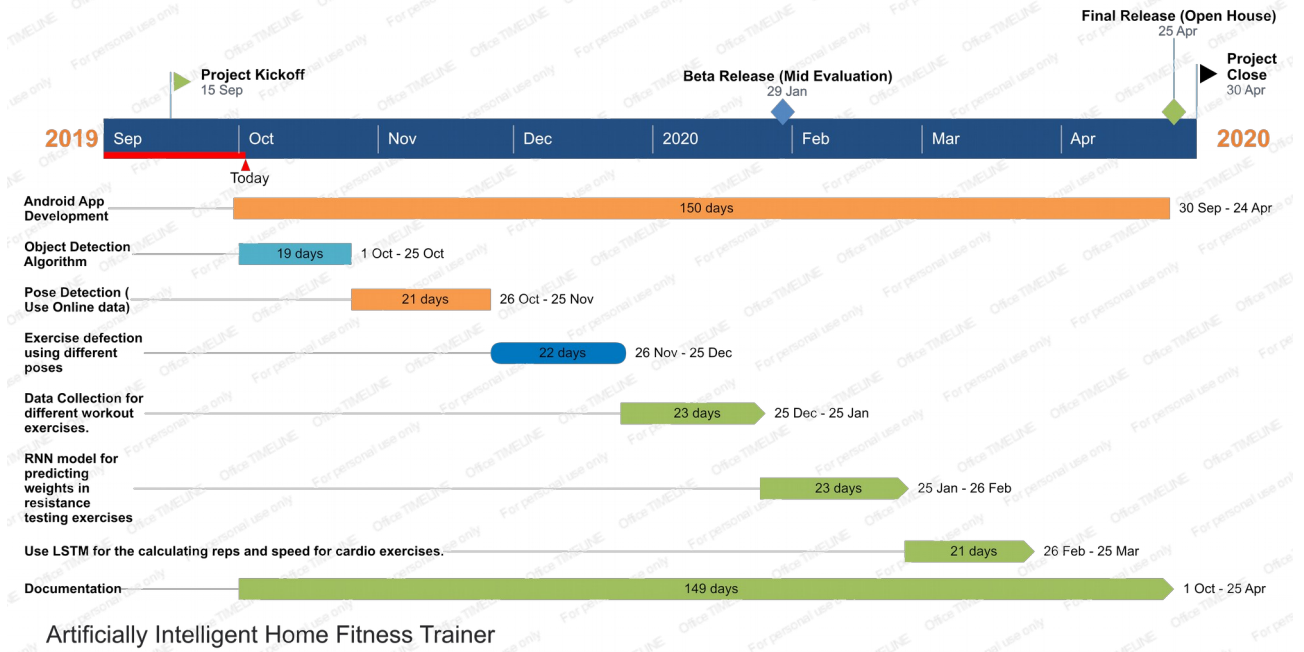 Final Release (Open House)
25 Apr
Project Kickoff
15 Sep
Beta Release (Mid Evaluation)
29 Jan
Project
Close
30 Apr
2019 Sep Oct Nov Dec 2020 Feb Mar Apr 2020
Today
Android App
Development
150 days
30 Sep - 24 Apr
Object Detection
Algorithm
19 days
1 Oct - 25 Oct
Pose Detection (
Use Online data)
21 days
26 Oct - 25 Nov
Exercise defection
using different
poses
22 days
26 Nov - 25 Dec
Data Collection for
different workout
exercises.
23 days
25 Dec - 25 Jan
RNN model for
predicting
weights in
resistance
testing exercises
23 days
25 Jan - 26 Feb
Use LSTM for the calculating reps and speed for cardio exercises.
21 days
26 Feb - 25 Mar
Documentation
149 days
1 Oct - 25 Apr
Artificially Intelligent Home Fitness Trainer
Office TIMELINE
For personal use only